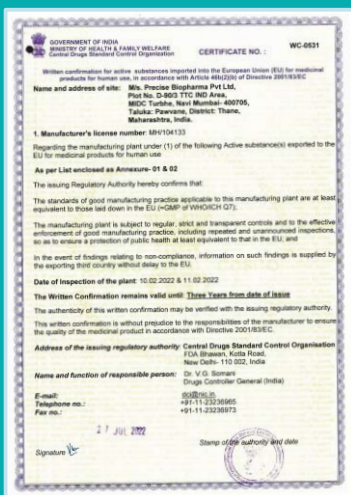 GOVERNMENT OF INDIA
MINISTRY OF HEALTH & FAMILY WELFARE
Central Drugs Standard Control Organization
CERTIFICATE NO. : WC-0531
Written confirmation for active substances imported into the European Union (EU) for medicinal
products for human use, in accordance with Article 46b(2)(b) of Directive 2001/83/EC
Name and address of site: M/s. Precise Biopharma Pvt Ltd,
Plot No. D-90/3 TTC IND Area,
MIDC Turbhe, Navi Mumbai- 400705,
Taluka: Pawvane, District: Thane,
Maharashtra, India.
1. Manufacturer's license number: MH/104133
Regarding the manufacturing plant under (1) of the following Active substance(s) exported to the
EU for medicinal products for human use
As per List enclosed as Annexure- 01 & 02
The issuing Regulatory Authority hereby confirms that:
The standards of good manufacturing practice applicable to this manufacturing plant are at least
equivalent to those laid down in the EU (=GMP of WHO/ICH Q7);
The manufacturing plant is subject to regular, strict and transparent controls and to the effective
enforcement of good manufacturing practice, including repeated and unannounced inspections,
so as to ensure a protection of public health at least equivalent to that in the EU; and
In the event of findings relating to non-compliance, information on such findings is supplied by
the exporting third country without delay to the EU.
Date of Inspection of the plant: 10.02.2022 & 11.02.2022
The Written Confirmation remains valid until: Three Years from date of issue
The authenticity of this written confirmation may be verified with the issuing regulatory authority.
This written confirmation is without prejudice to the responsibilities of the manufacturer to ensure
the quality of the medicinal product in accordance with Directive 2001/83/EC.
Address of the issuing regulatory authority: Central Drugs Standard Control Organisation
FDA Bhawan, Kotla Road,
New Delhi- 110 002, India
Name and function of responsible person: Dr. V.G. Somani
Drugs Controller General (India)
E-mail: dci@nic.in
Telephone no.: +91-11-23236965
Fax no.: +91-11-23236973
27 JUL 2022
Signature
Stamp of the authority and date